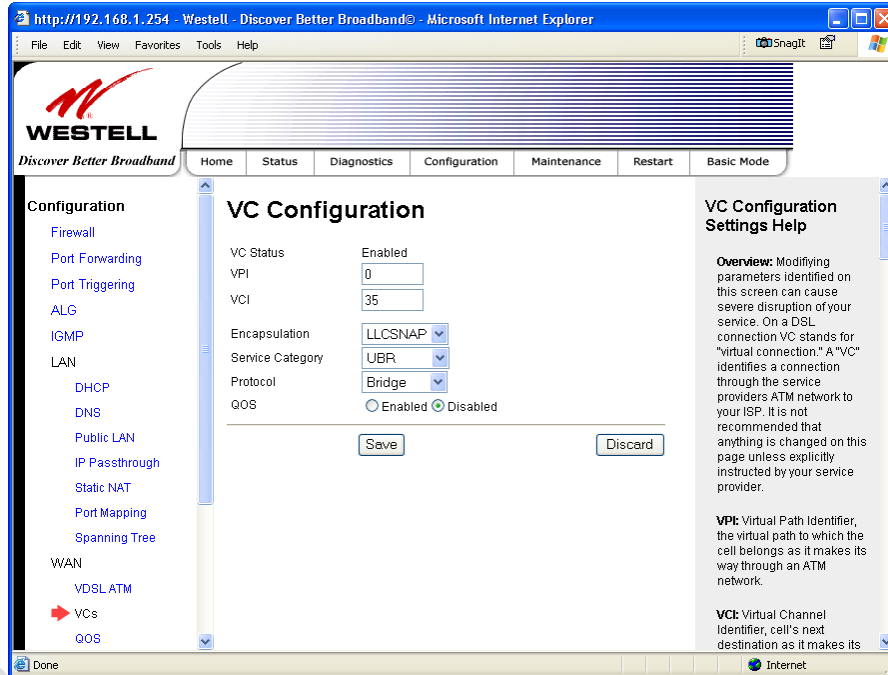 http://192.168.1.254 - Westell - Discover Better Broadband© - Microsoft Internet Explorer
File Edit View Favorites Tools Help
SnagIt
WESTELL
®
Discover Better Broadband
Home Status Diagnostics Configuration Maintenance Restart Basic Mode
Configuration
Firewall
Port Forwarding
Port Triggering
ALG
IGMP
LAN
DHCP
DNS
Public LAN
IP Passthrough
Static NAT
Port Mapping
Spanning Tree
WAN
VDSL ATM
VCs
QOS
VC Configuration
VC Status Enabled
VPI 0
VCI 35
Encapsulation LLCSNAP
Service Category UBR
Protocol Bridge
QOS Enabled Disabled
Save Discard
VC Configuration
Settings Help
Overview: Modifiying
parameters identified on
this screen can cause
severe disruption of your
service. On a DSL
connection VC stands for
"virtual connection." A "VC"
identifies a connection
through the service
providers ATM network to
your ISP. It is not
recommended that
anything is changed on this
page unless explicitly
instructed by your service
provider.
VPI: Virtual Path Identifier,
the virtual path to which the
cell belongs as it makes its
way through an ATM
network.
VCI: Virtual Channel
Identifier, cell's next
destination as it makes its
Done
Internet